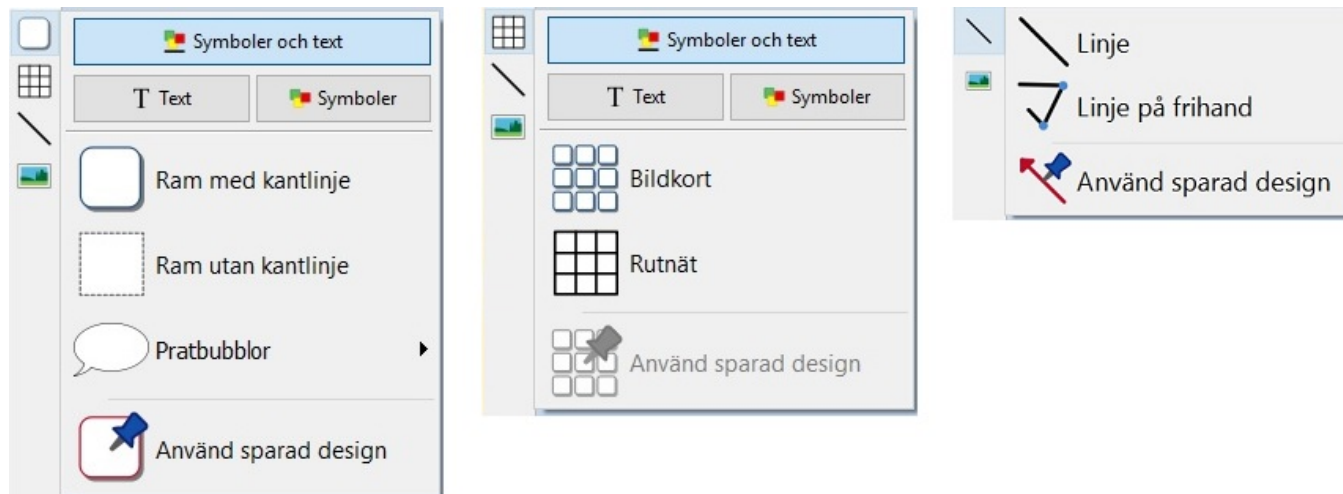 Symboler och text
T Text
Symboler
Ram med kantlinje
Ram utan kantlinje
Pratbubblor
Använd sparad design
Symboler och text
T Text
Symboler
Bildkort
Rutnät
Använd sparad design
Linje
Linje på frihand
Använd sparad design